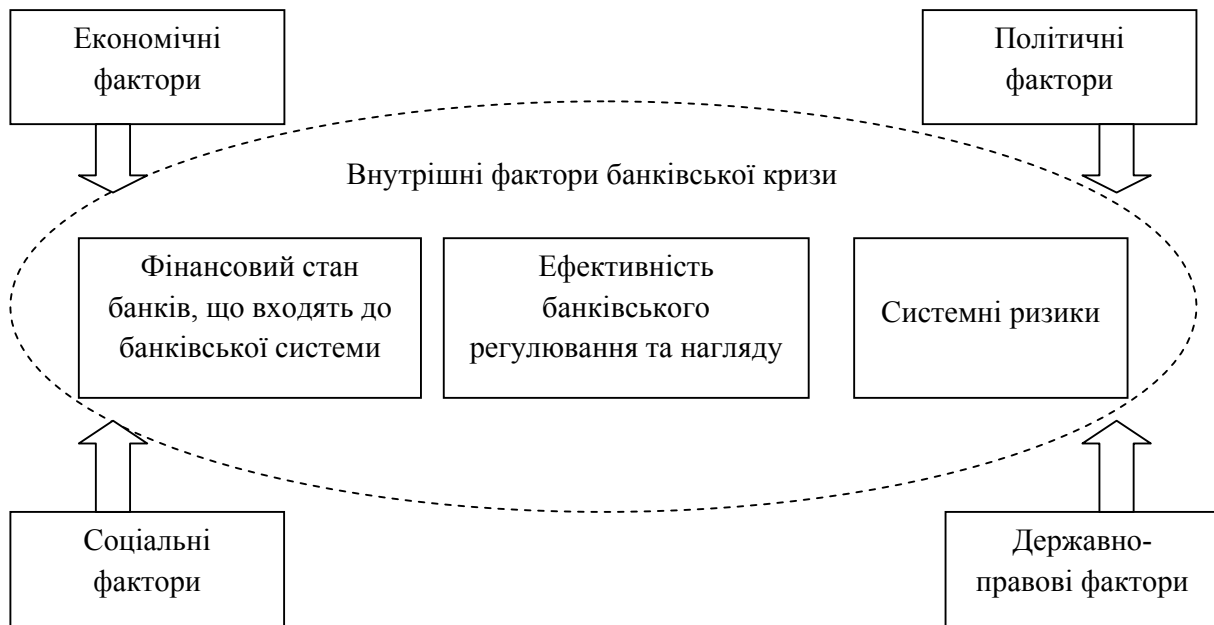 Економічні
фактори
Політичні
фактори
Внутрішні фактори банківської кризи
Фінансовий стан
банків, що входять до
банківської системи
Ефективність
банківського
регулювання та нагляду
Системні ризики
Соціальні
фактори
Державно-
правові фактори